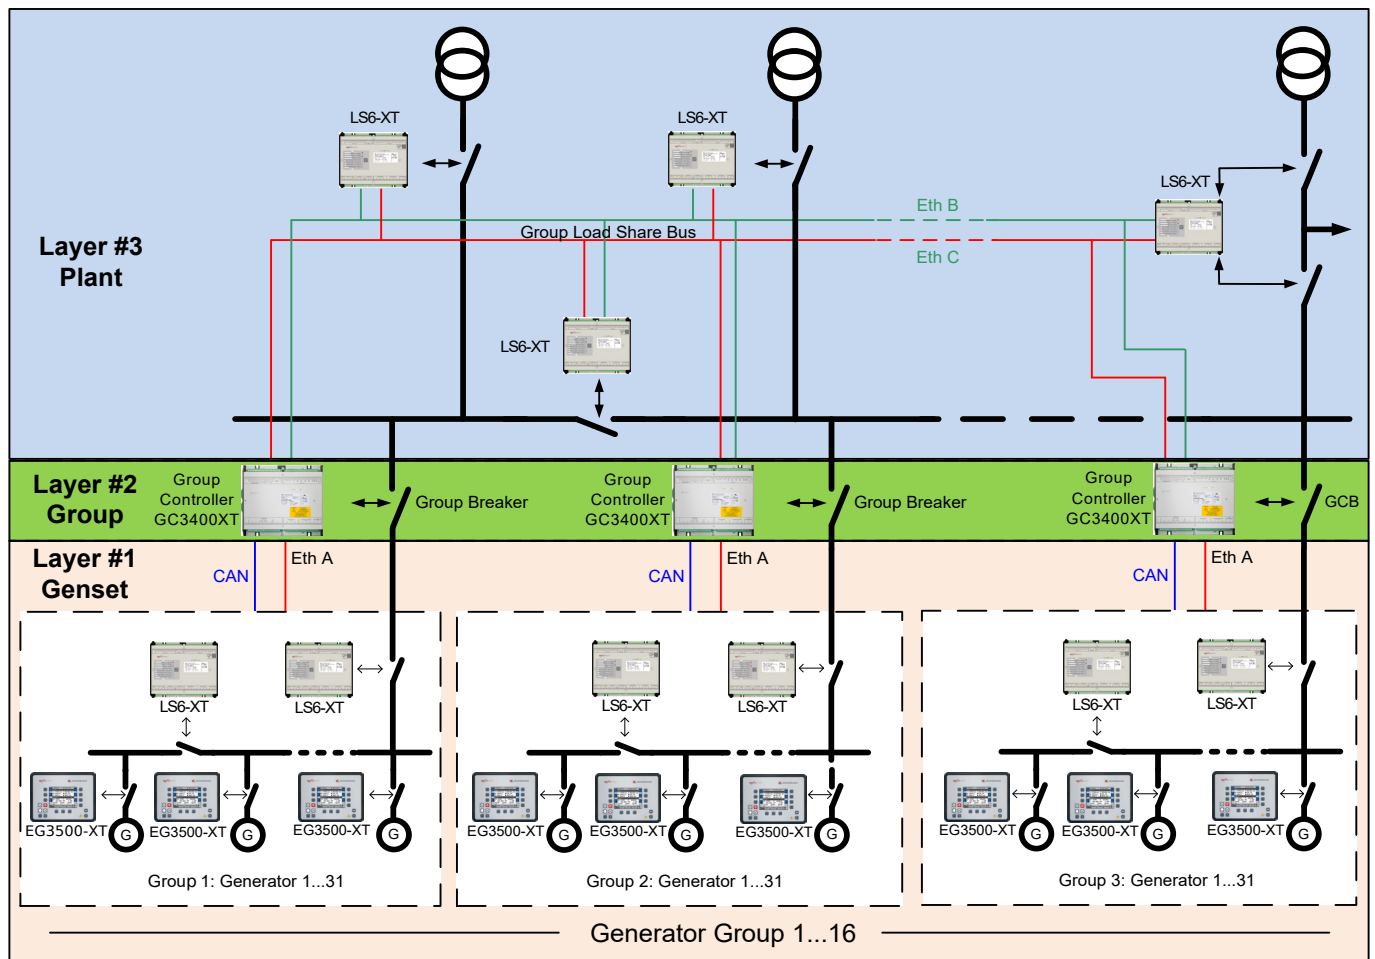 LS6-XT
LS6-XT
LS6-XT
Eth B
Group Load Share Bus
Eth C
Layer #3
Plant
LS6-XT
Layer #2
Group
Group
Controller
GC3400XT
Group Breaker
Group
Controller
GC3400XT
Group Breaker
Group
Controller
GC3400XT
GCB
Layer #1
Genset
CAN
Eth A
CAN
Eth A
CAN
Eth A
LS6-XT
LS6-XT
LS6-XT
LS6-XT
LS6-XT
LS6-XT
EG3500-XT
G
EG3500-XT
G
EG3500-XT
G
EG3500-XT
G
EG3500-XT
G
EG3500-XT
G
EG3500-XT
G
EG3500-XT
G
EG3500-XT
G
Group 1: Generator 1...31
Group 2: Generator 1...31
Group 3: Generator 1...31
Generator Group 1...16